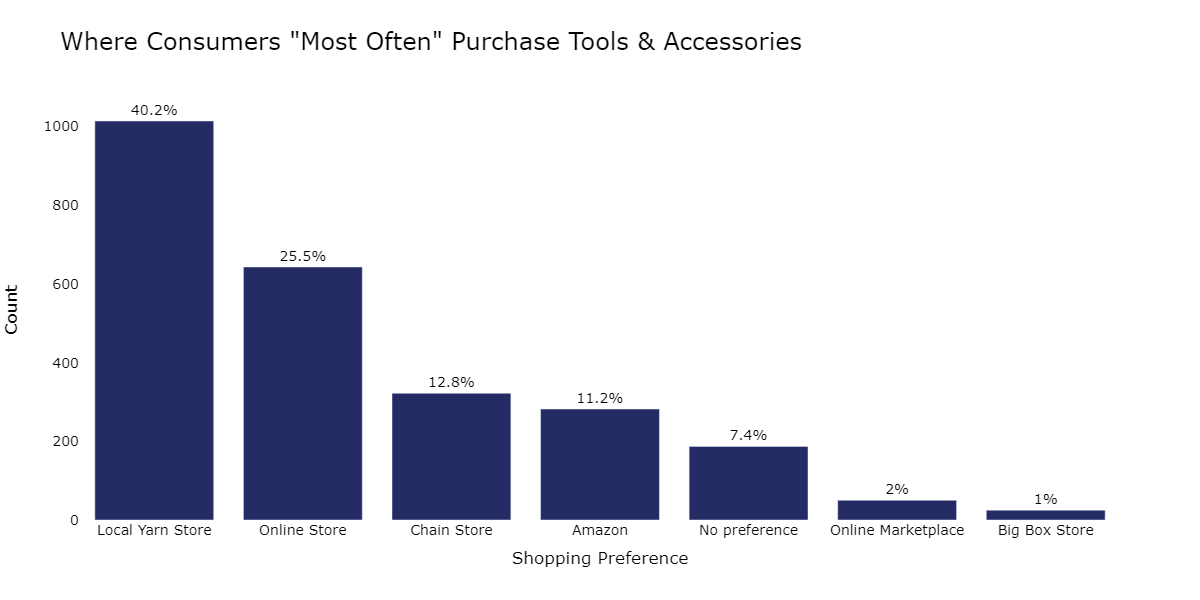 Where Consumers "Most Often" Purchase Tools & Accessories
Count
1000
800
600
400
200
0
40.2%
25.5%
12.8%
11.2%
7.4%
2%
1%
Local Yarn Store
Online Store
Chain Store
Amazon
No preference
Online Marketplace
Big Box Store
Shopping Preference